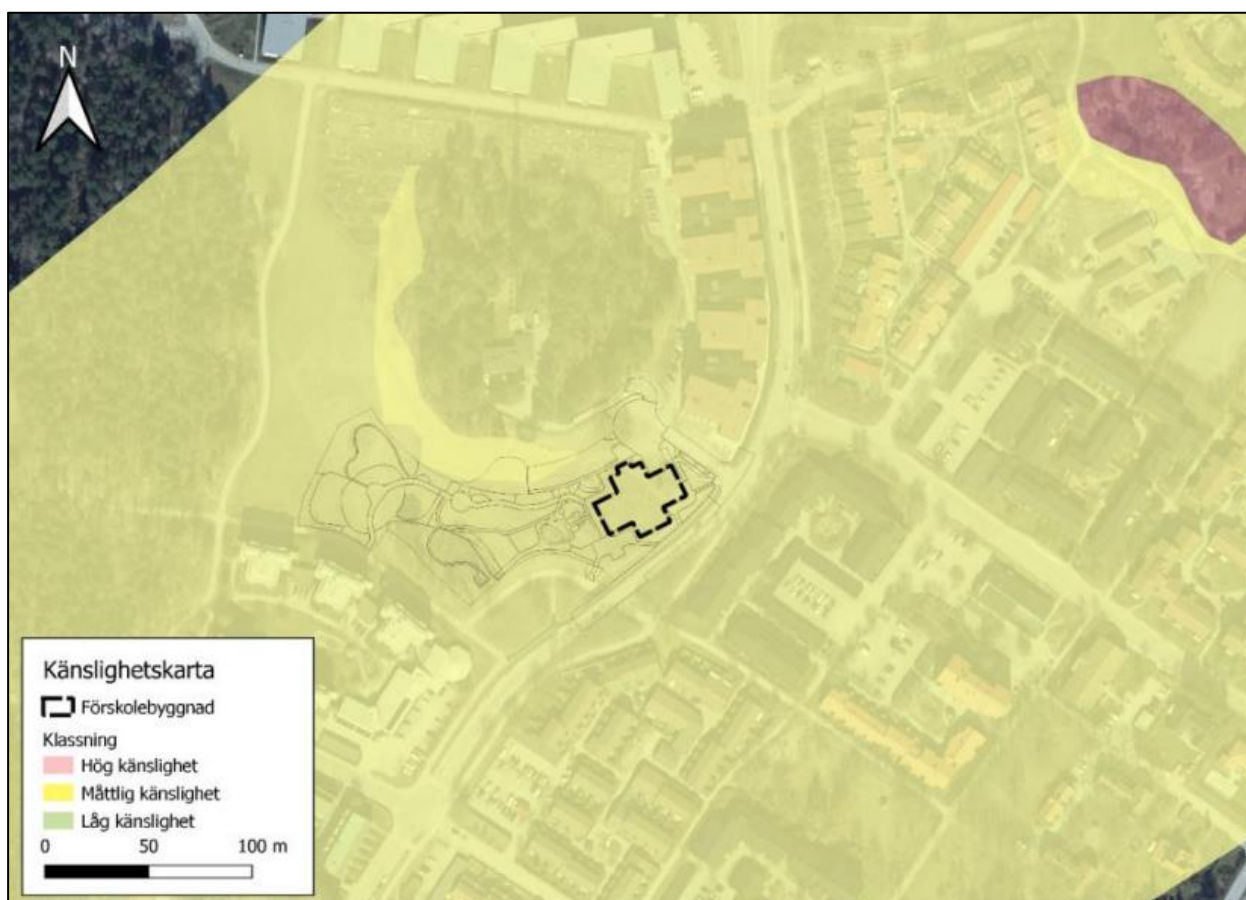 N
Känslighetskarta
Förskolebyggnad
Klassning
Hög känslighet
Måttlig känslighet
Låg känslighet
0 50 100 m